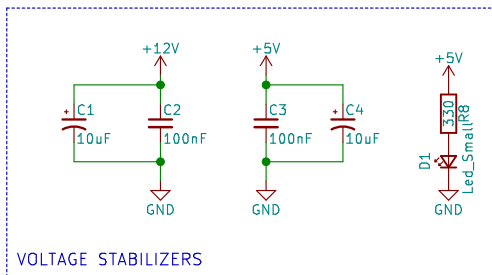 +12V
+5V
+5V
+ C1
C2
C3
+ C4
10uF
100nF
100nF
10uF
330
R8
D1
Led_Small
GND
GND
GND
VOLTAGE STABILIZERS